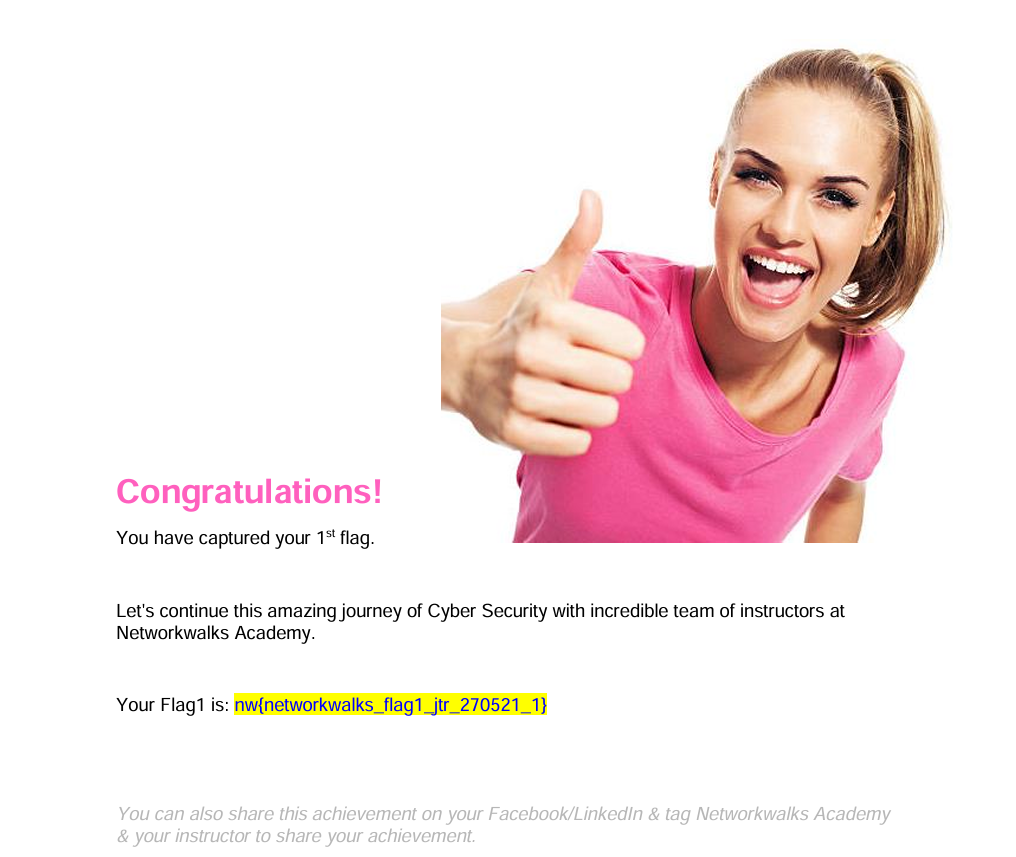 Congratulations!
You have captured your 1st flag.
Let's continue this amazing journey of Cyber Security with incredible team of instructors at
Networkwalks Academy.
Your Flag1 is: nw{networkwalks_flag1_jtr_270521_1}
You can also share this achievement on your Facebook/LinkedIn & tag Networkwalks Academy
& your instructor to share your achievement.